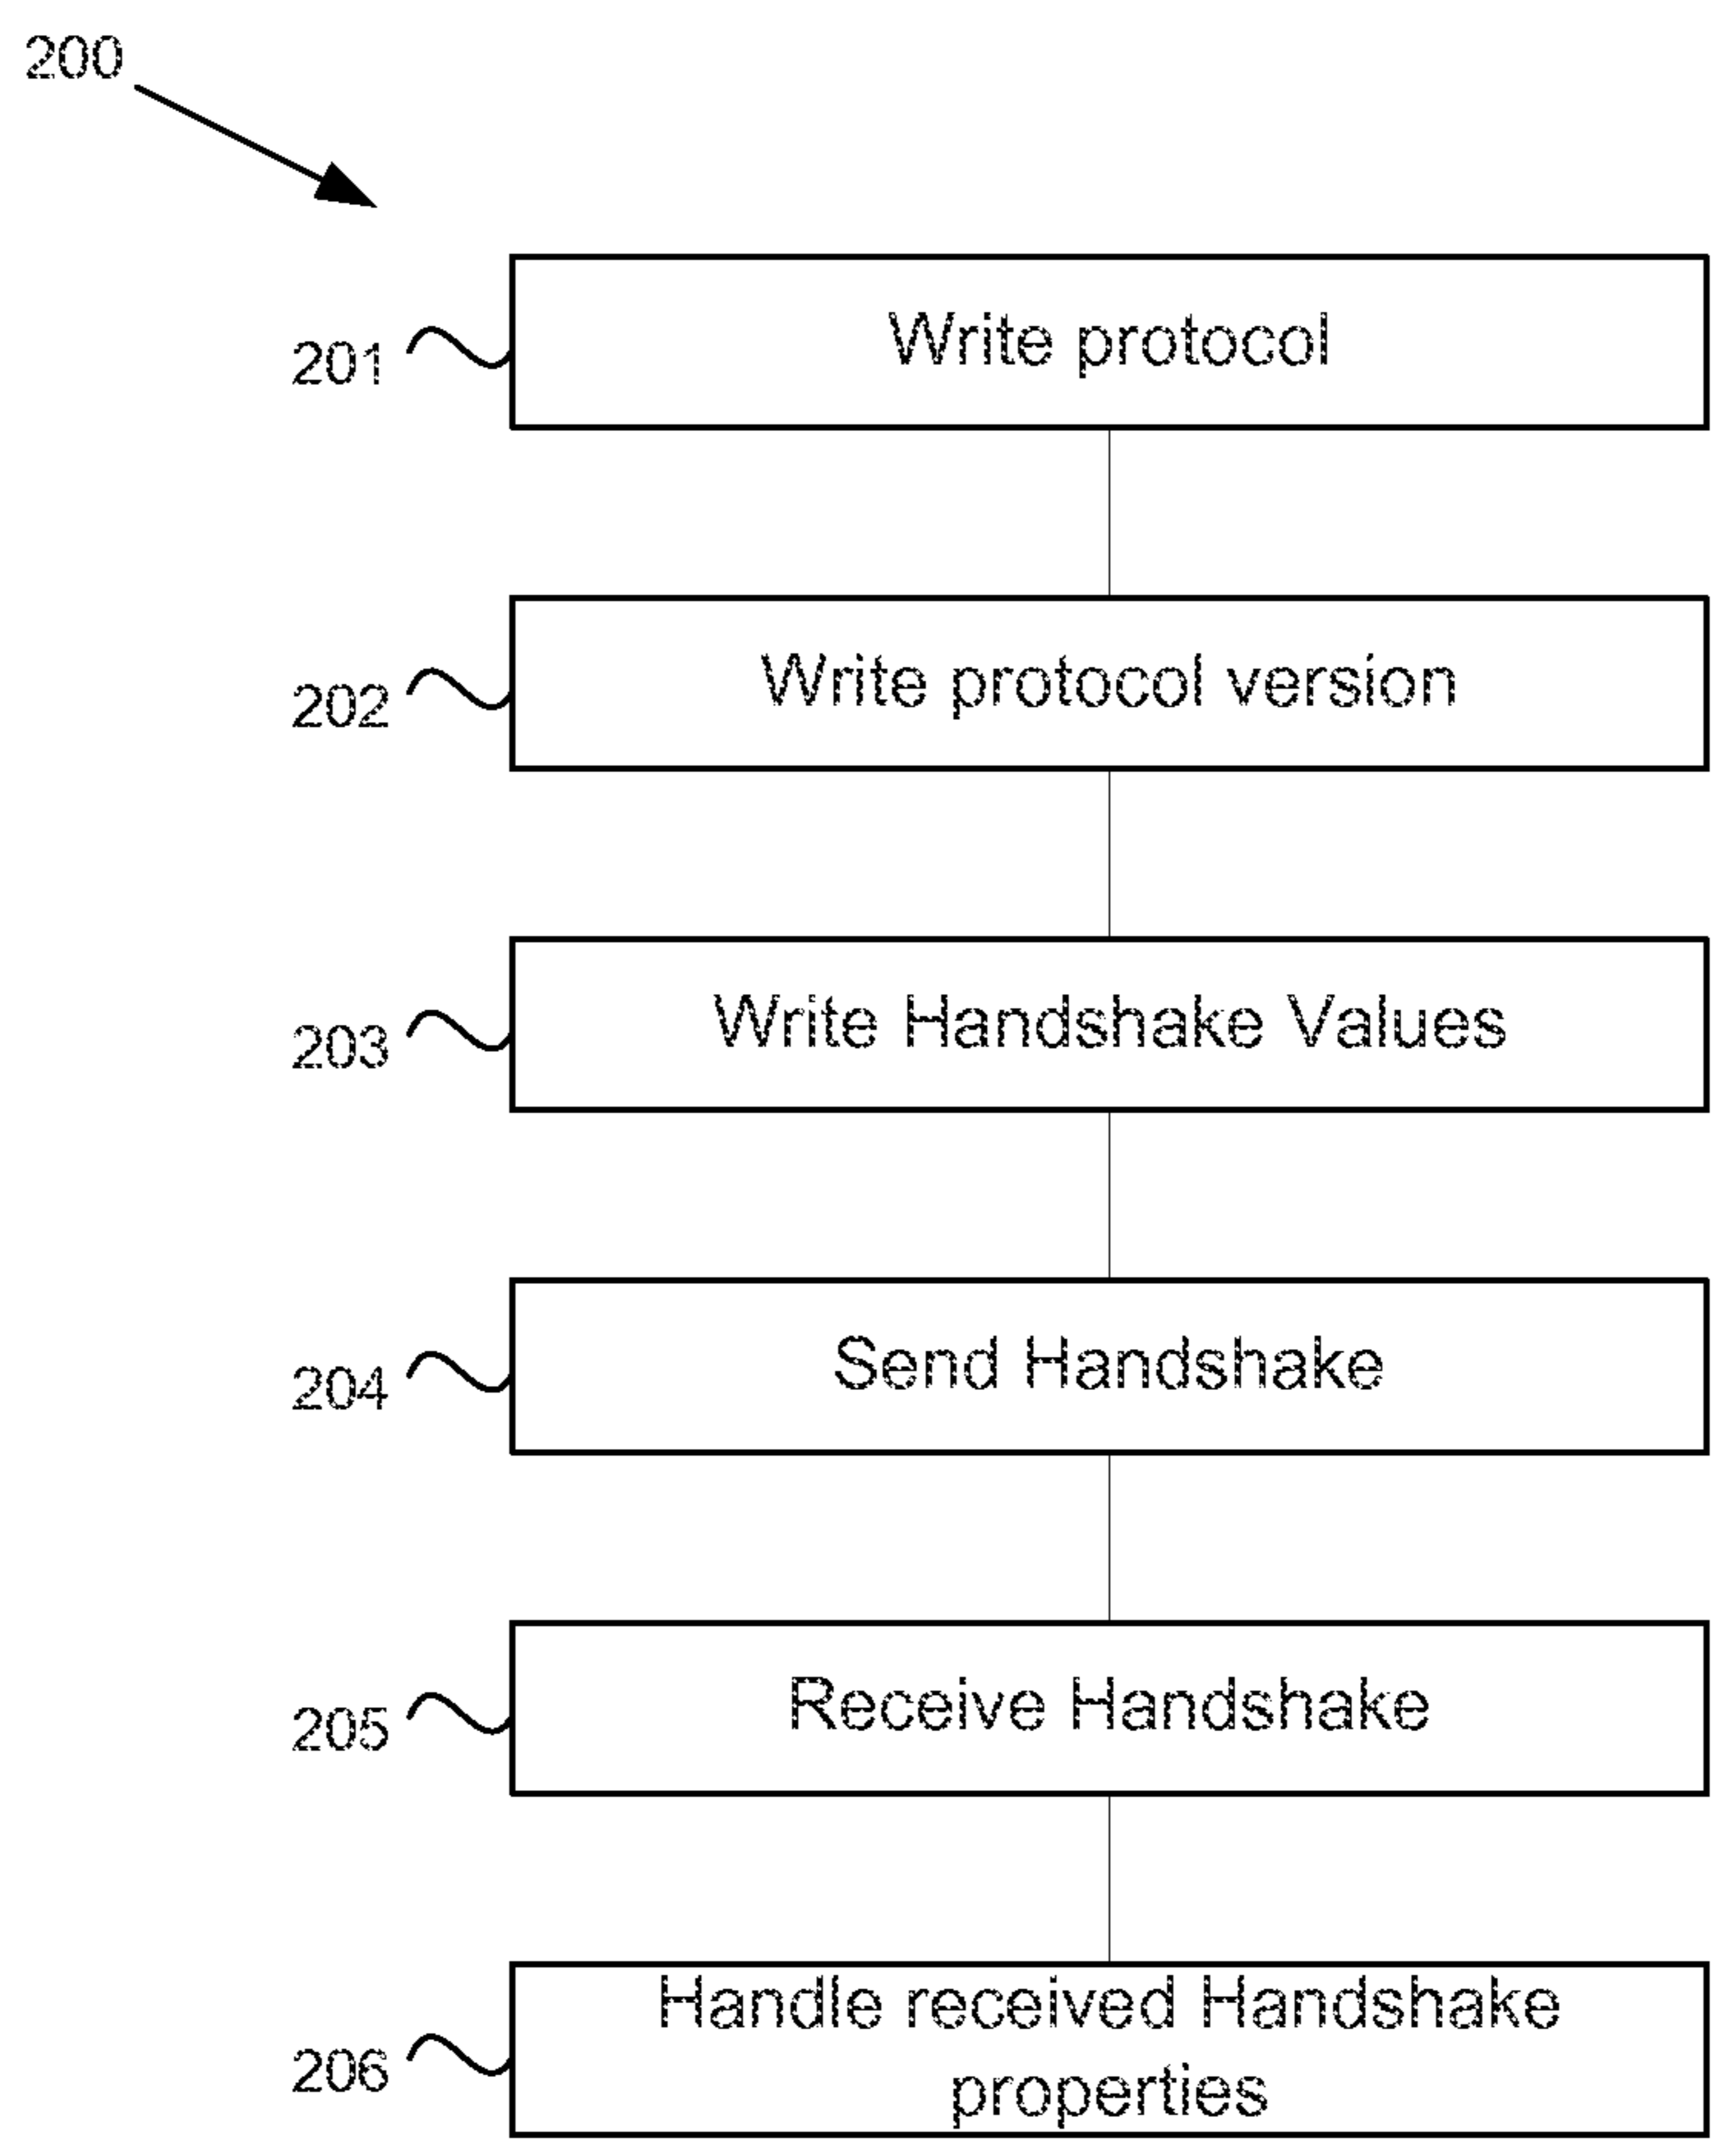 200
201
Write protocol
202
Write protocol version
203
Write Handshake Values
204
Send Handshake
205
Receive Handshake
206
Handle received Handshake
properties